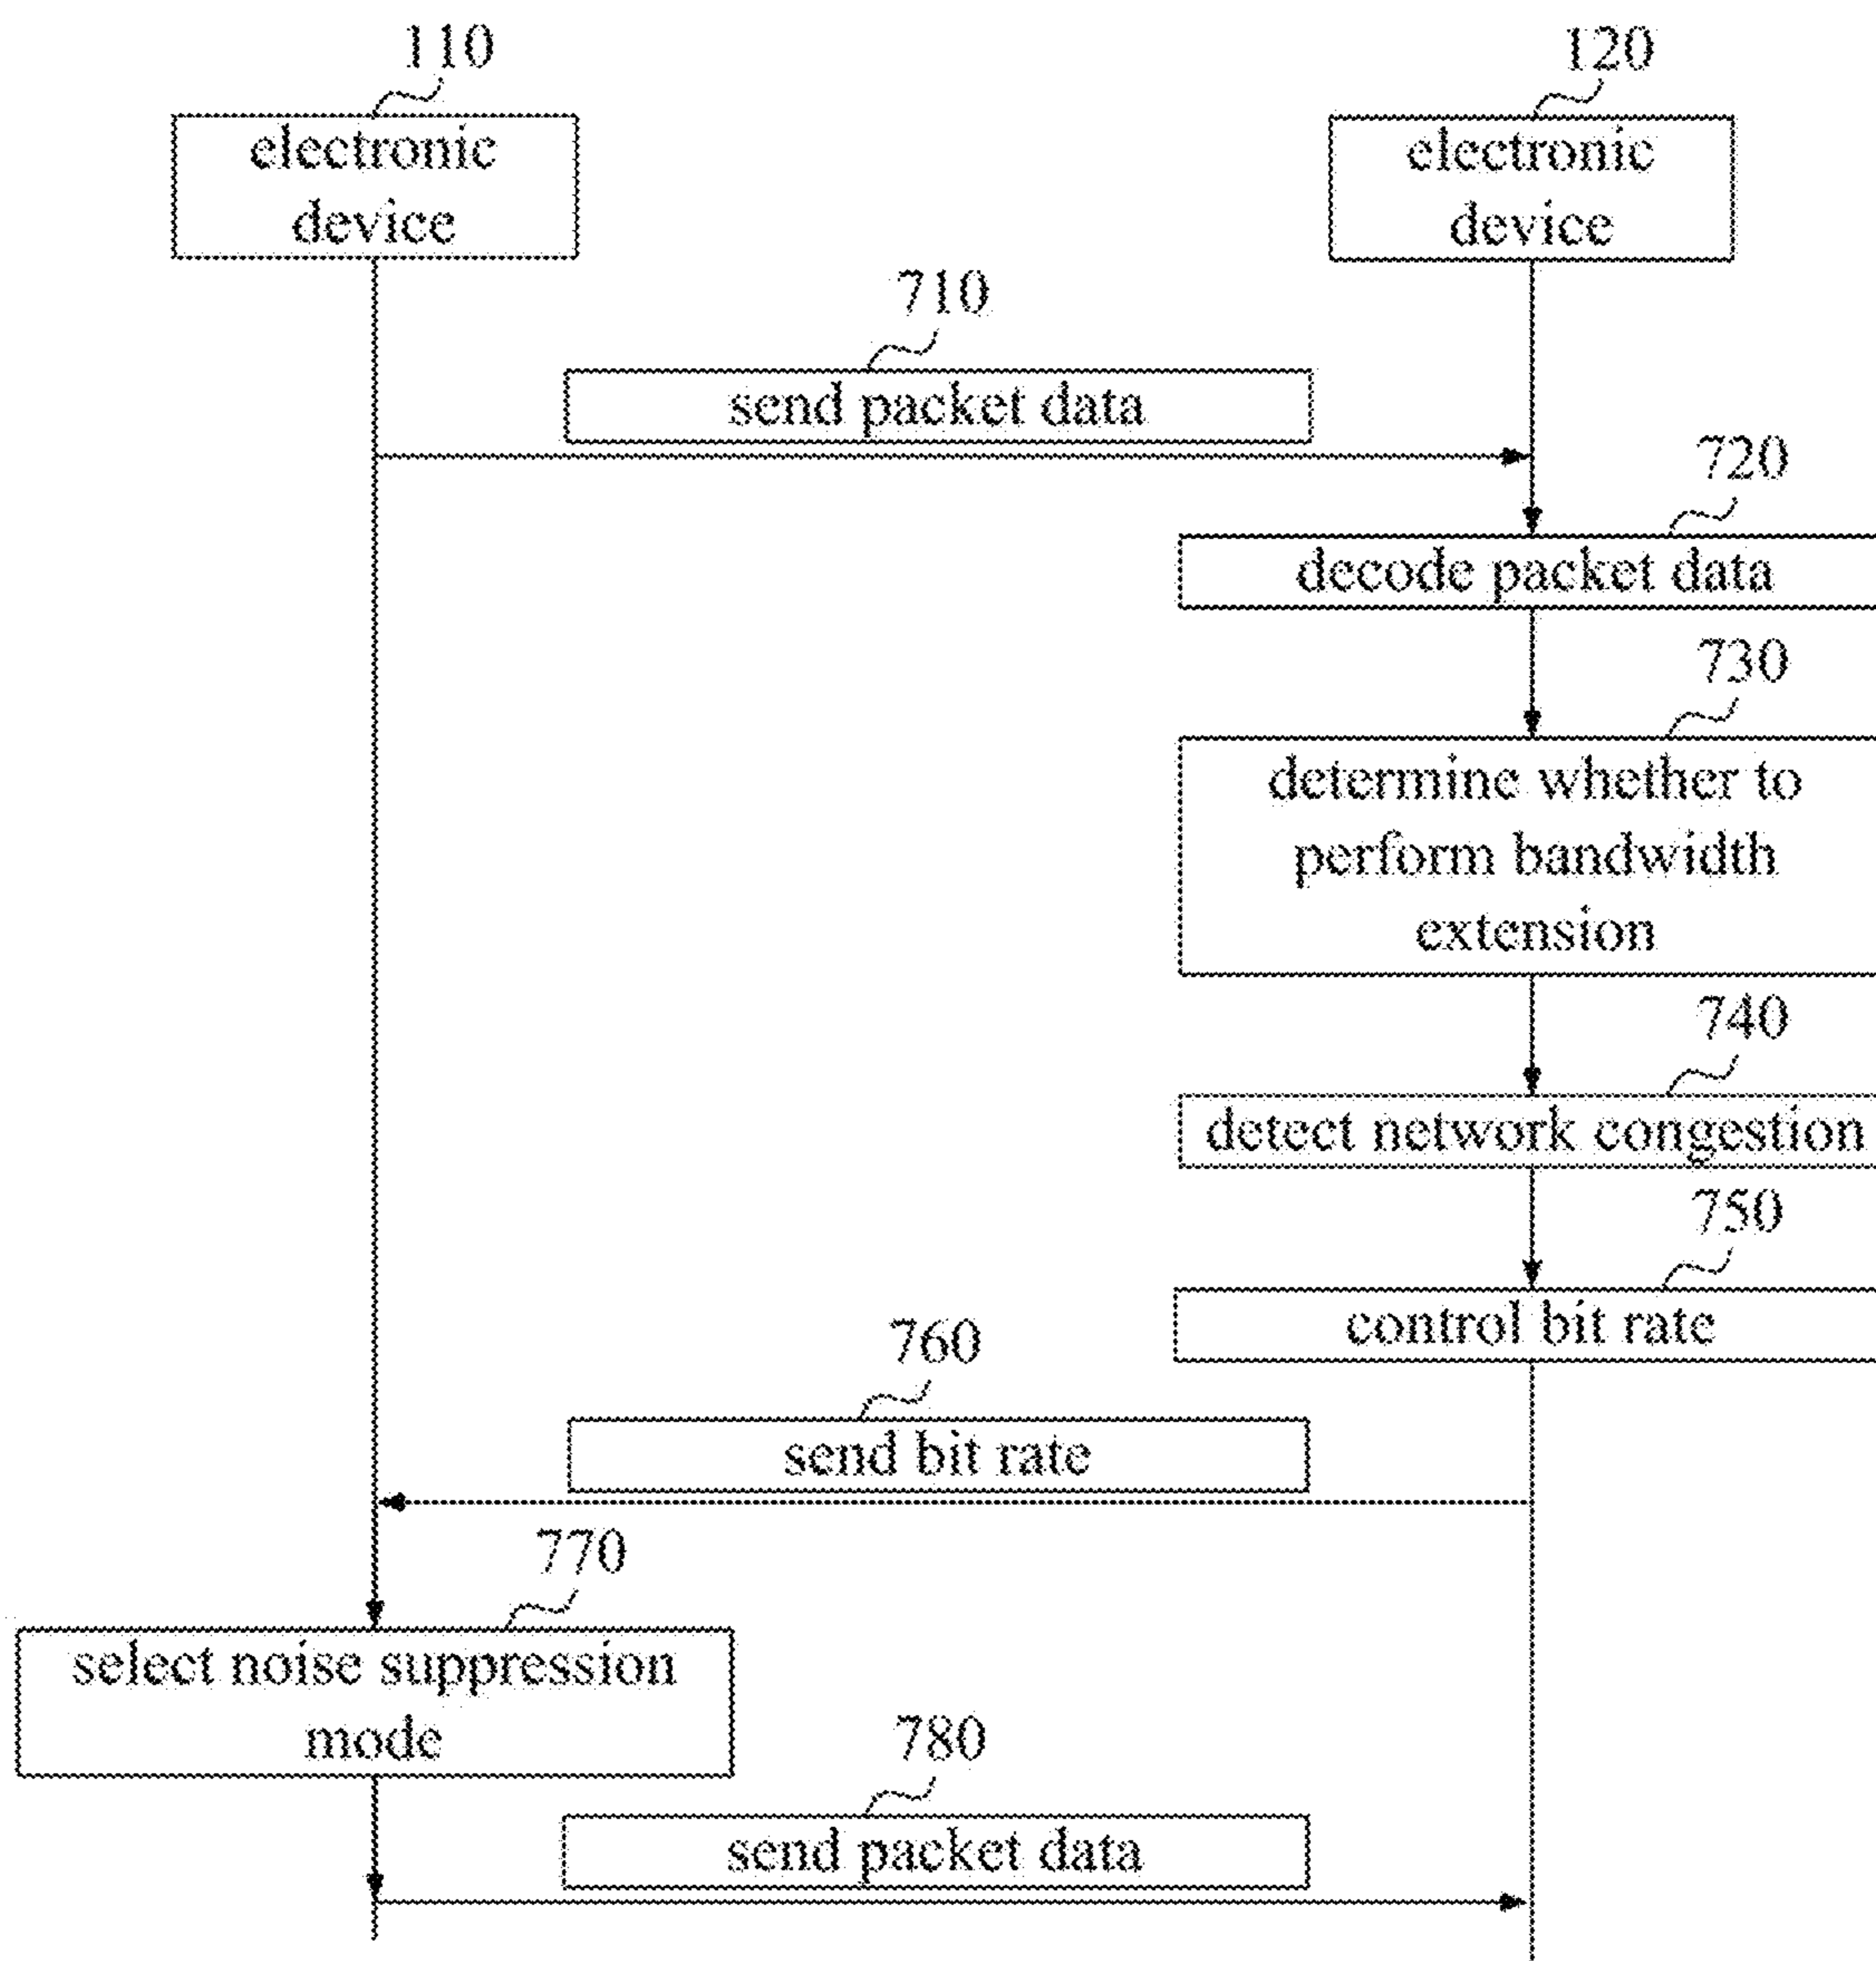 110
120
electronic
device
electronic
device
710
send packet data
720
decode packet data
730
determine whether to
perform bandwidth
extension
740
detect network congestion
750
control bit rate
760
send bit rate
770
select noise suppression
mode
780
send packet data